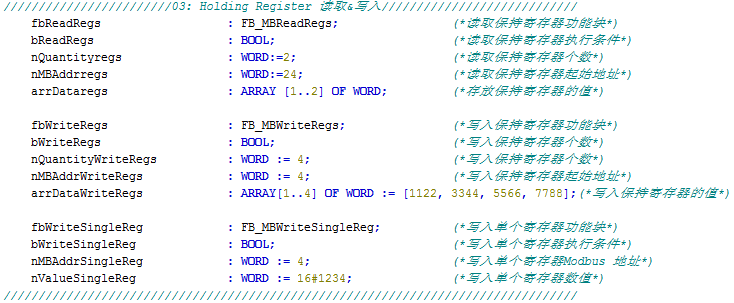 ////////////////////////03: Holding Register 读取&写入////////////////////////////
fbReadRegs : FB_MBReadRegs; (*读取保持寄存器功能块*)
bReadRegs : BOOL; (*读取保持寄存器执行条件*)
nQuantityregs : WORD:=2; (*读取保持寄存器个数*)
nMBAddrregs : WORD:=24; (*读取保持寄存器起始地址*)
arrDataregs : ARRAY [1..2] OF WORD; (*存放保持寄存器的值*)
fbWriteRegs : FB_MBWriteRegs; (*写入保持寄存器功能块*)
bWriteRegs : BOOL; (*写入保持寄存器个数*)
nQuantityWriteRegs : WORD := 4; (*写入保持寄存器个数*)
nMBAddrWriteRegs : WORD := 4; (*写入保持寄存器起始地址*)
arrDataWriteRegs : ARRAY[1..4] OF WORD := [1122, 3344, 5566, 7788];(*写入保持寄存器的值*)
fbWriteSingleReg : FB_MBWriteSingleReg; (*写入单个寄存器功能块*)
bWriteSingleReg : BOOL; (*写入单个寄存器执行条件*)
nMBAddrSingleReg : WORD := 4; (*写入单个寄存器Modbus 地址*)
nValueSingleReg : WORD := 16#1234; (*写入单个寄存器数值*)
//////////////////////////////////////////////////////////////////////////////////